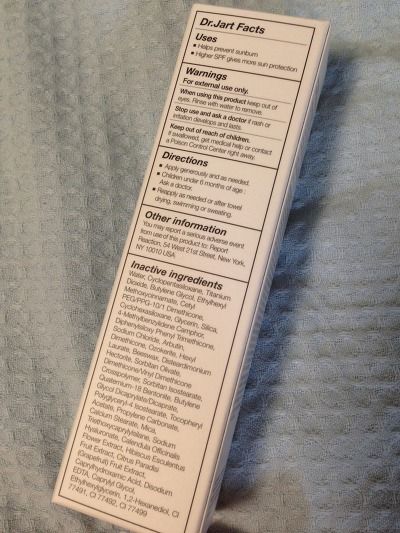 Dr.Jart Facts
Uses
■ Helps prevent sunburn
■ Higher SPF gives more sun protection
Warnings
For external use only.
When using this product keep out of
eyes. Rinse with water to remove.
Stop use and ask a doctor if rash or
irritation develops and lasts.
Keep out of reach of children.
If swallowed, get medical help or contact
a Poison Control Center right away.
Directions
■ Apply generously and as needed.
■ Children under 6 months of age :
Ask a doctor.
■ Reapply as needed or after towel
drying, swimming or sweating.
Other information
You may report a serious adverse event
from use of this product to: Report
Reaction, 54 West 21st Street, New York,
NY 10010 USA
Inactive ingredients
Water, Cyclopentasiloxane, Titanium
Dioxide, Butylene Glycol, Ethylhexyl
Methoxycinnamate, Cetyl
PEG/PPG-10/1 Dimethicone,
Cyclohexasiloxane, Glycerin, Silica,
4-Methylbenzylidene Camphor,
Diphenylsiloxy Phenyl Trimethicone,
Sodium Chloride, Arbutin,
Dimethicone, Ozokerite, Hexyl
Laurate, Beeswax, Disteardimonium
Hectorite, Sorbitan Olivate,
Dimethicone/Vinyl Dimethicone
Crosspolymer, Sorbitan Isostearate,
Quaternium-18 Bentonite, Butylene
Glycol Dicaprylate/Dicaprate,
Polyglyceryl-4 Isostearate, Tocopheryl
Acetate, Propylene Carbonate,
Calcium Stearate, Mica,
Triethoxycaprylylsilane, Sodium
Hyaluronate, Calendula Officinalis
Flower Extract, Hibiscus Esculentus
Fruit Extract, Citrus Paradisi
(Grapefruit) Fruit Extract,
Caprylhydroxamic Acid, Disodium
EDTA, Caprylyl Glycol,
Ethylhexylglycerin, 1,2-Hexanediol, CI
77491, CI 77492, CI 77499